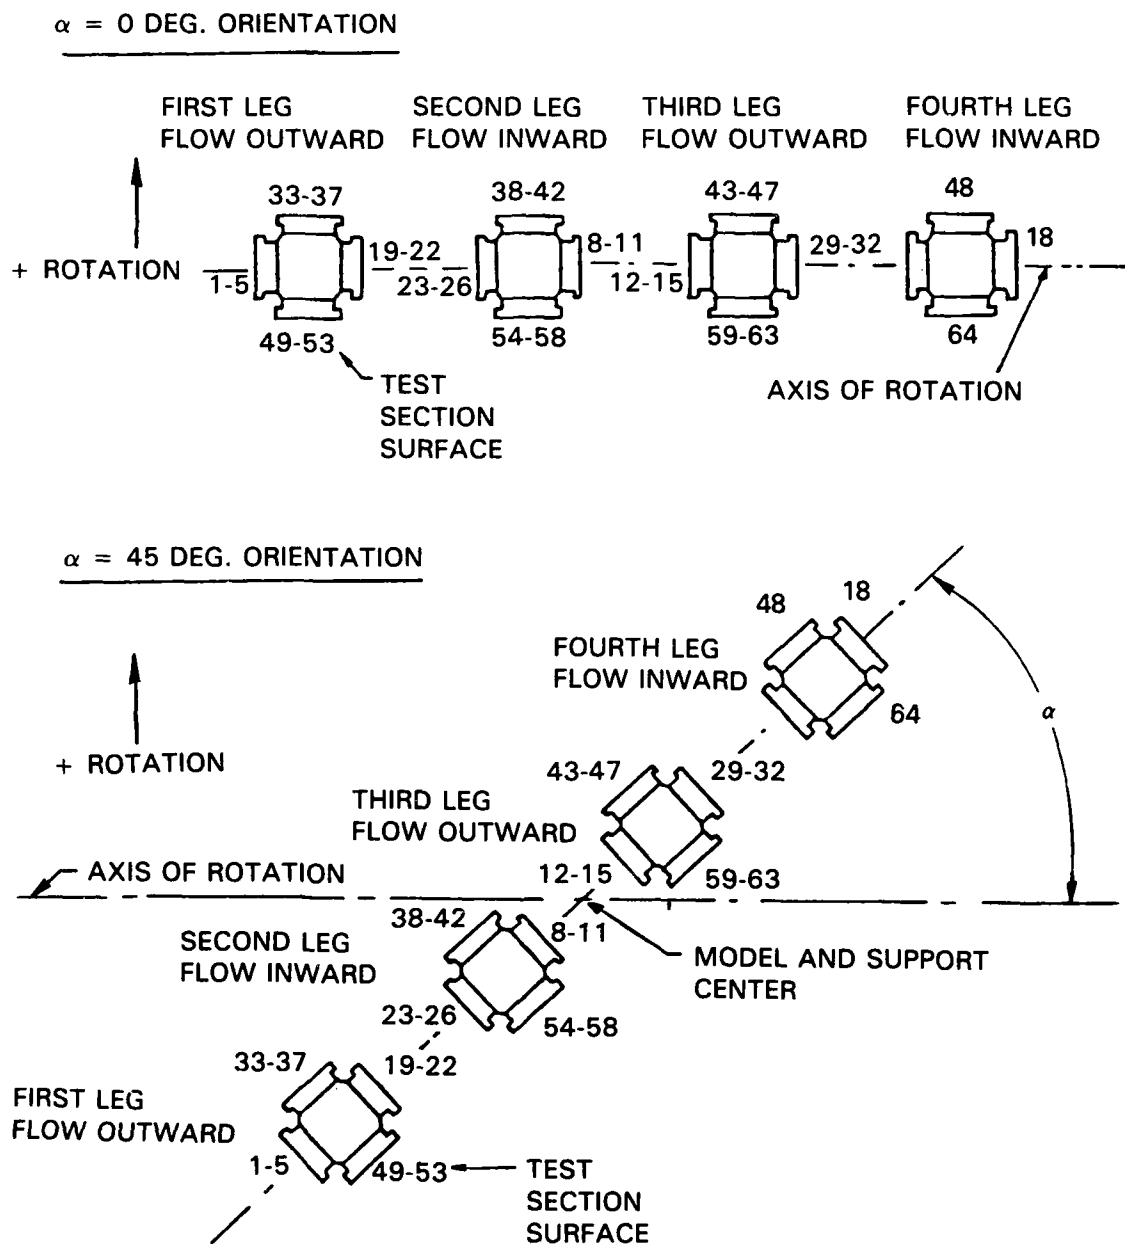 α = 0 DEG. ORIENTATION
FIRST LEG
FLOW OUTWARD
SECOND LEG
FLOW INWARD
THIRD LEG
FLOW OUTWARD
FOURTH LEG
FLOW INWARD
33-37
38-42
43-47
48
+ ROTATION
1-5
19-22
23-26
8-11
12-15
29-32
18
49-53
54-58
59-63
64
TEST
SECTION
SURFACE
AXIS OF ROTATION
α = 45 DEG. ORIENTATION
+ ROTATION
48
18
FOURTH LEG
FLOW INWARD
64
α
43-47
29-32
THIRD LEG
FLOW OUTWARD
12-15
59-63
AXIS OF ROTATION
38-42
8-11
SECOND LEG
FLOW INWARD
MODEL AND SUPPORT
CENTER
23-26
54-58
33-37
19-22
FIRST LEG
FLOW OUTWARD
1-5
49-53
TEST
SECTION
SURFACE